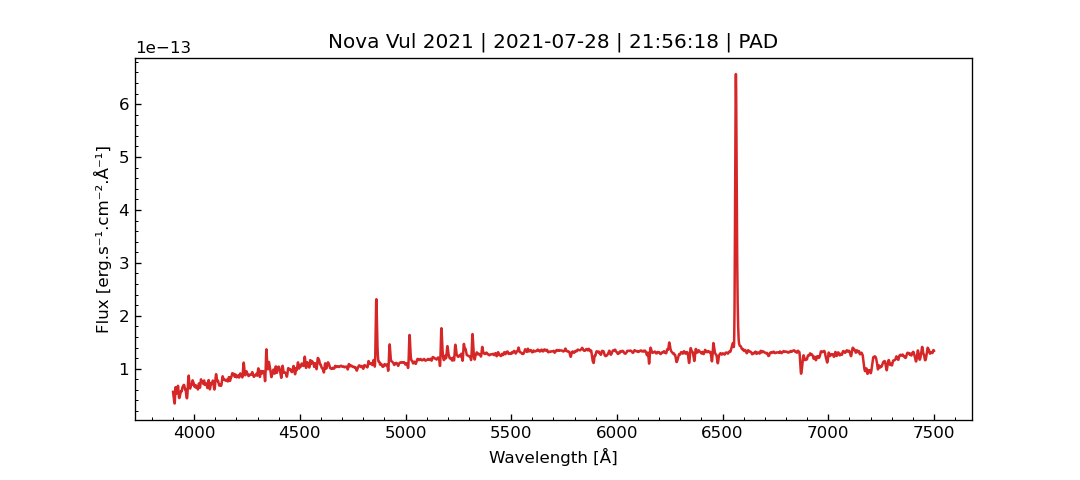 Nova Vul 2021 | 2021-07-28 | 21:56:18 | PAD
1e−13
6
5
4
3
2
1
Flux [erg.s⁻¹.cm⁻².Å⁻¹]
4000 4500 5000 5500 6000 6500 7000 7500
Wavelength [Å]